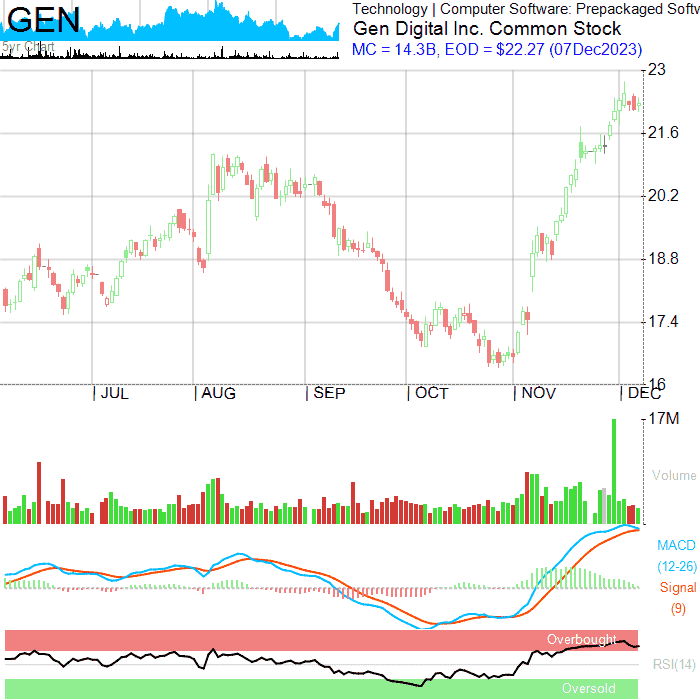 GEN
5yr Chart
Technology | Computer Software: Prepackaged Softw
Gen Digital Inc. Common Stock
MC = 14.3B, EOD = $22.27 (07Dec2023)
23
21.6
20.2
18.8
17.4
16
JUL
AUG
SEP
OCT
NOV
DEC
17M
Volume
MACD
(12-26)
Signal
(9)
Overbought
RSI(14)
Oversold